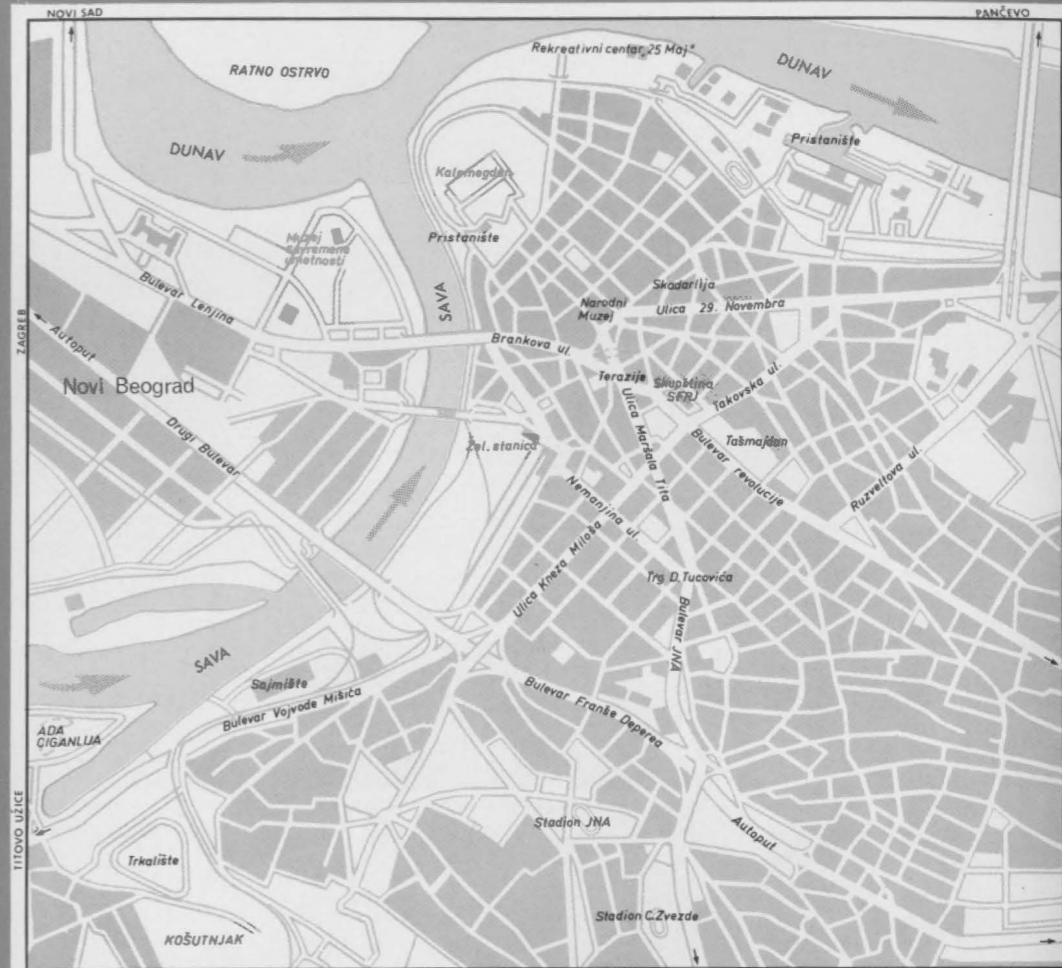 NOVI SAD
PANČEVO
Rekreativni centar „25 Maj"
DUNAV
RATNO OSTRVO
DUNAV
Pristanište
Kalemegdan
Muzej
savremene
umetnosti
Pristanište
Bulevar Lenjina
SAVA
Skadarlija
Narodni
Muzej
Ulica 29. Novembra
ZAGREB
Autoput
Brankova ul.
Terazije
Skupština
SFRJ
Takovska ul.
Novi Beograd
Drugi Bulevar
Žel. stanica
Ulica Maršala Tita
Tašmajdan
Bulevar revolucije
Ruzveltova ul.
Nemanjina ul.
Ulica Kneza Miloša
Trg D. Tucovića
Bulevar JNA
SAVA
Sajmište
Bulevar Vojvode Mišića
Bulevar Franše Deperea
ADA
CIGANLIJA
TITOVO UŽICE
Stadion JNA
Autoput
Trkalište
Stadion C. Zvezde
KOŠUTNJAK